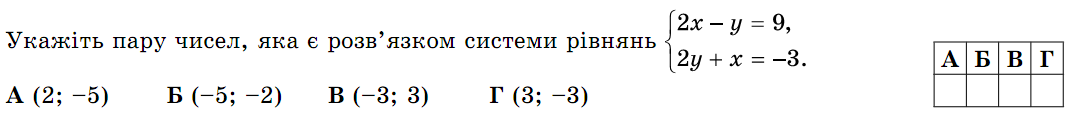 Укажіть пару чисел, яка є розв’язком системи рівнянь {2x – y = 9,
2y + x = –3.
А (2; –5) Б (–5; –2) В (–3; 3) Г (3; –3)
А Б В Г